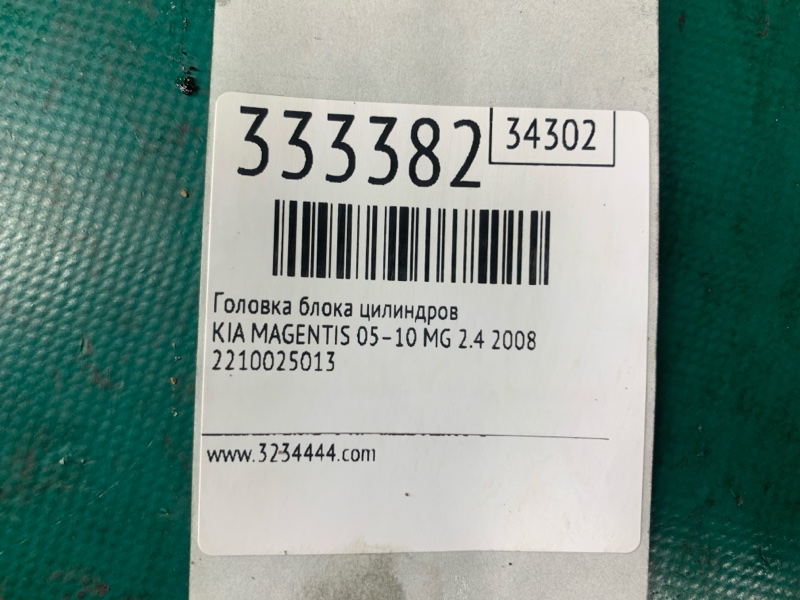 333382
34302
Головка блока цилиндров
KIA MAGENTIS 05-10 MG 2.4 2008
2210025013
www.3234444.com